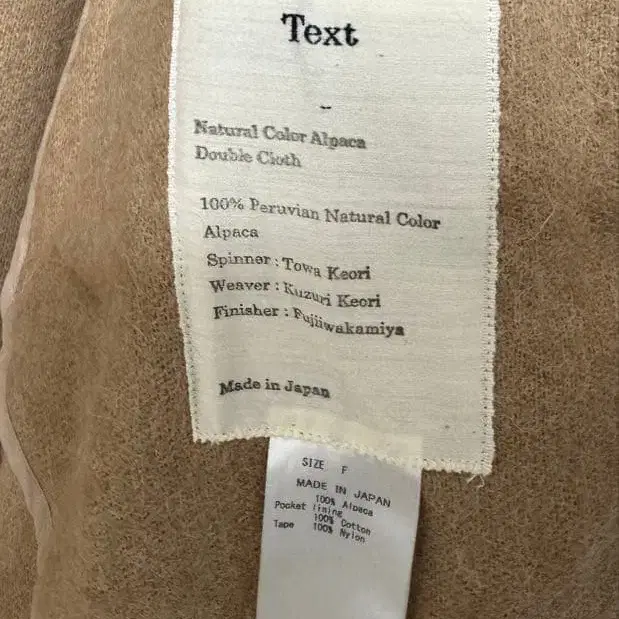 Text
-
Natural Color Alpaca
Double Cloth
100% Peruvian Natural Color
Alpaca
Spinner : Towa Keori
Weaver : Kuzuri Keori
Finisher : Fujiiwakamiya
Made in Japan
SIZE F
MADE IN JAPAN
100% Alpaca
Pocket lining
100% Cotton
Tape 100% Nylon